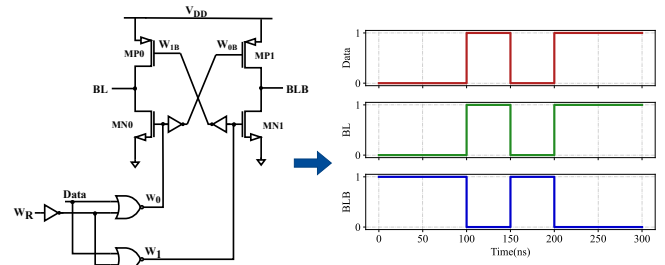 V_DD
MP0
W_1B
W_0B
MP1
BL
BLB
MN0
MN1
Data
W_0
W_R
W_1
1
Data
0
1
BL
0
1
BLB
0
0 50 100 150 200 250 300
Time(ns)